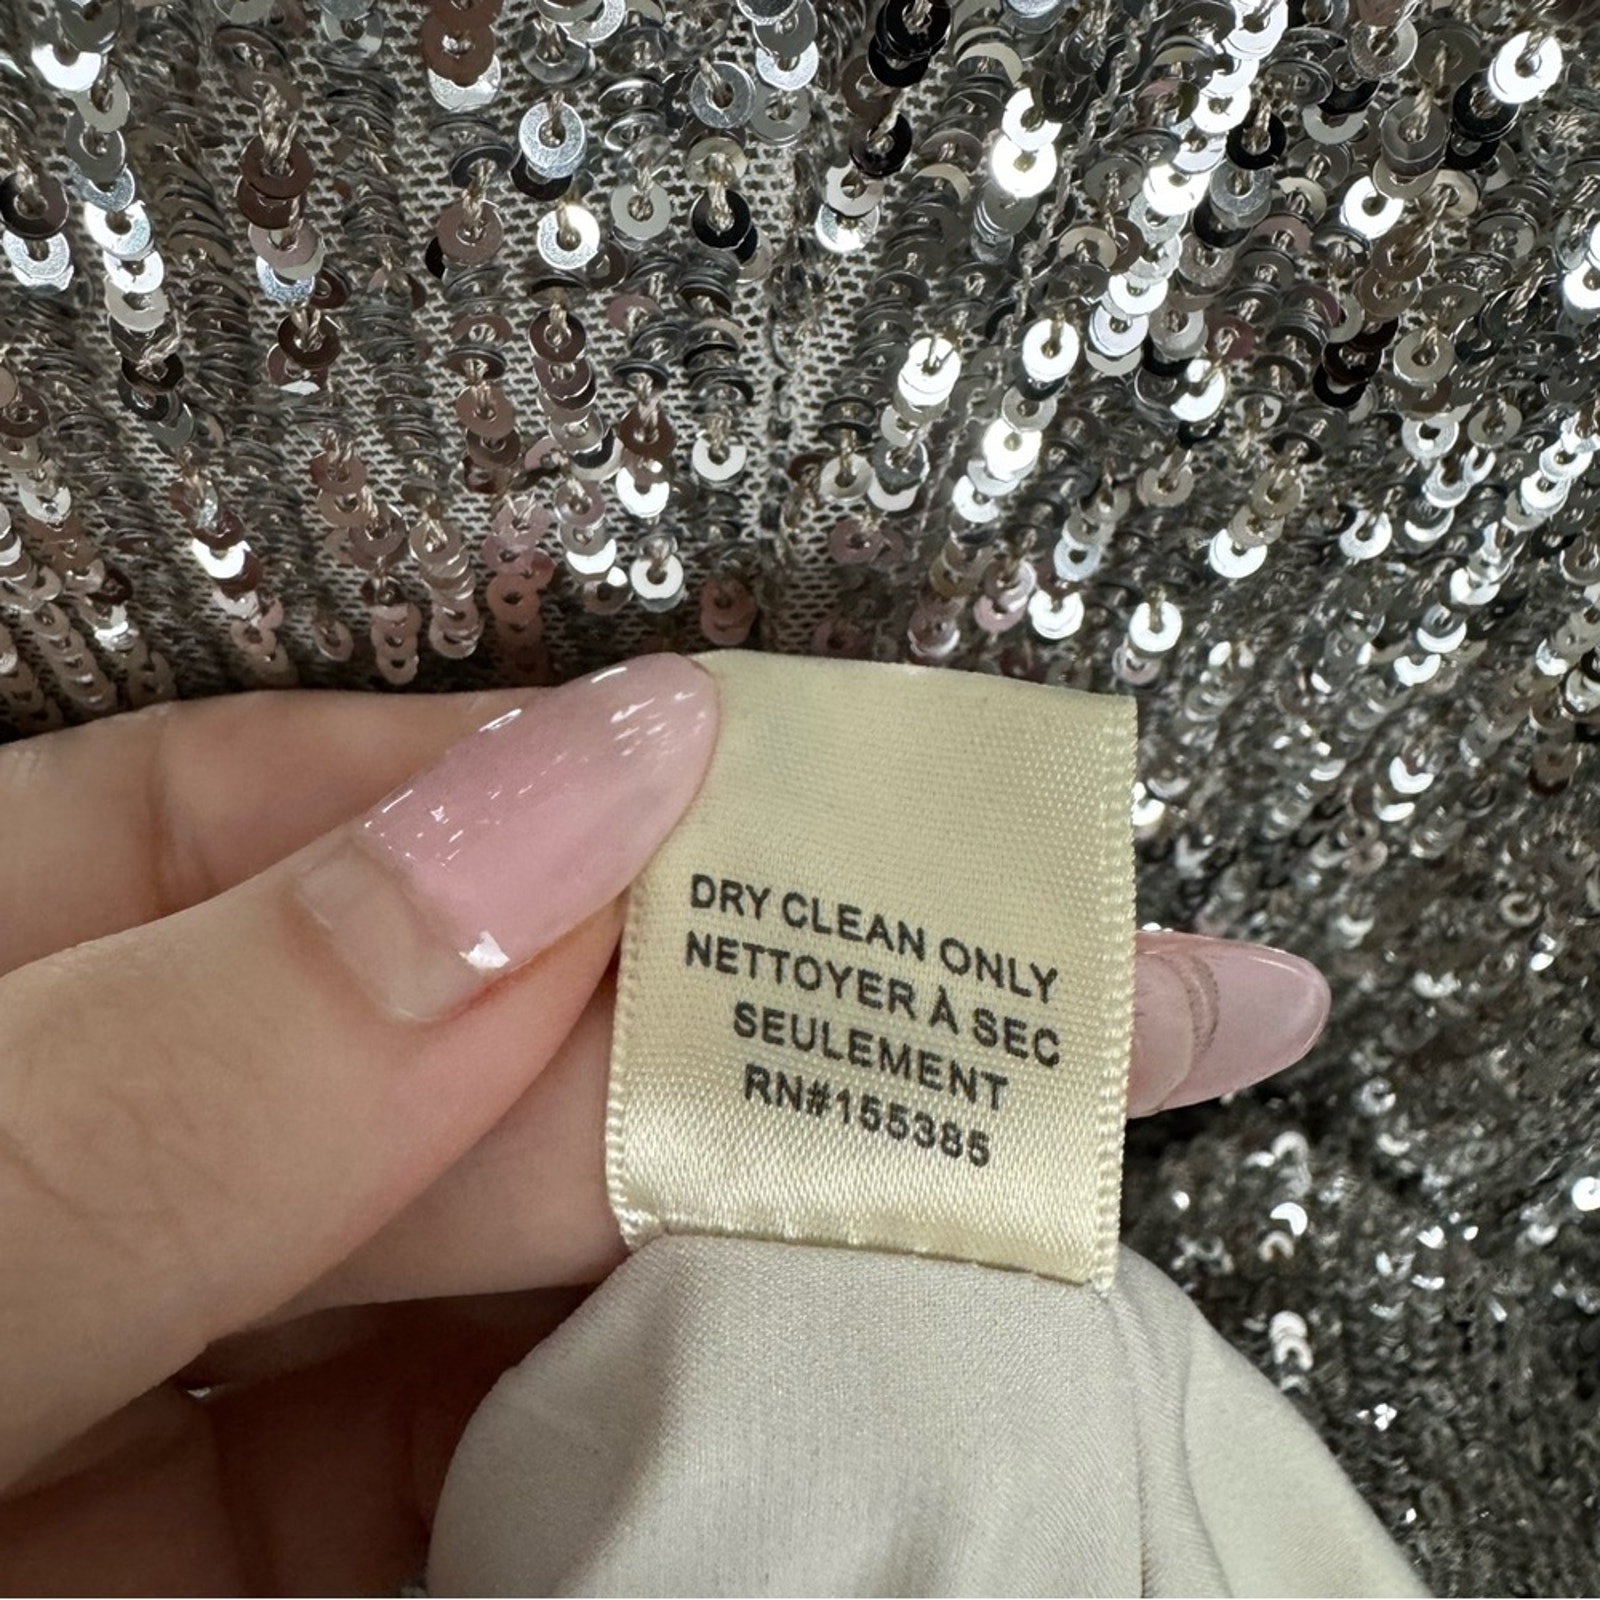 DRY CLEAN ONLY
NETTOYER À SEC
SEULEMENT
RN#155385